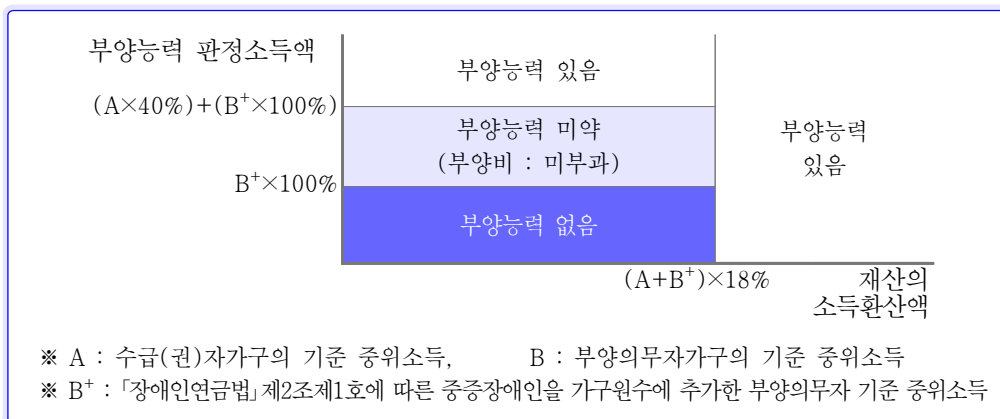 부양능력 판정소득액
부양능력 있음
(A×40%)+(B⁺×100%)
부양능력 미약
(부양비 : 미부과)
부양능력
있음
B⁺×100%
부양능력 없음
(A+B⁺)×18%
재산의
소득환산액
※ A : 수급(권)자가구의 기준 중위소득, B : 부양의무자가구의 기준 중위소득
※ B⁺ : 「장애인연금법」제2조제1호에 따른 중증장애인을 가구원수에 추가한 부양의무자 기준 중위소득